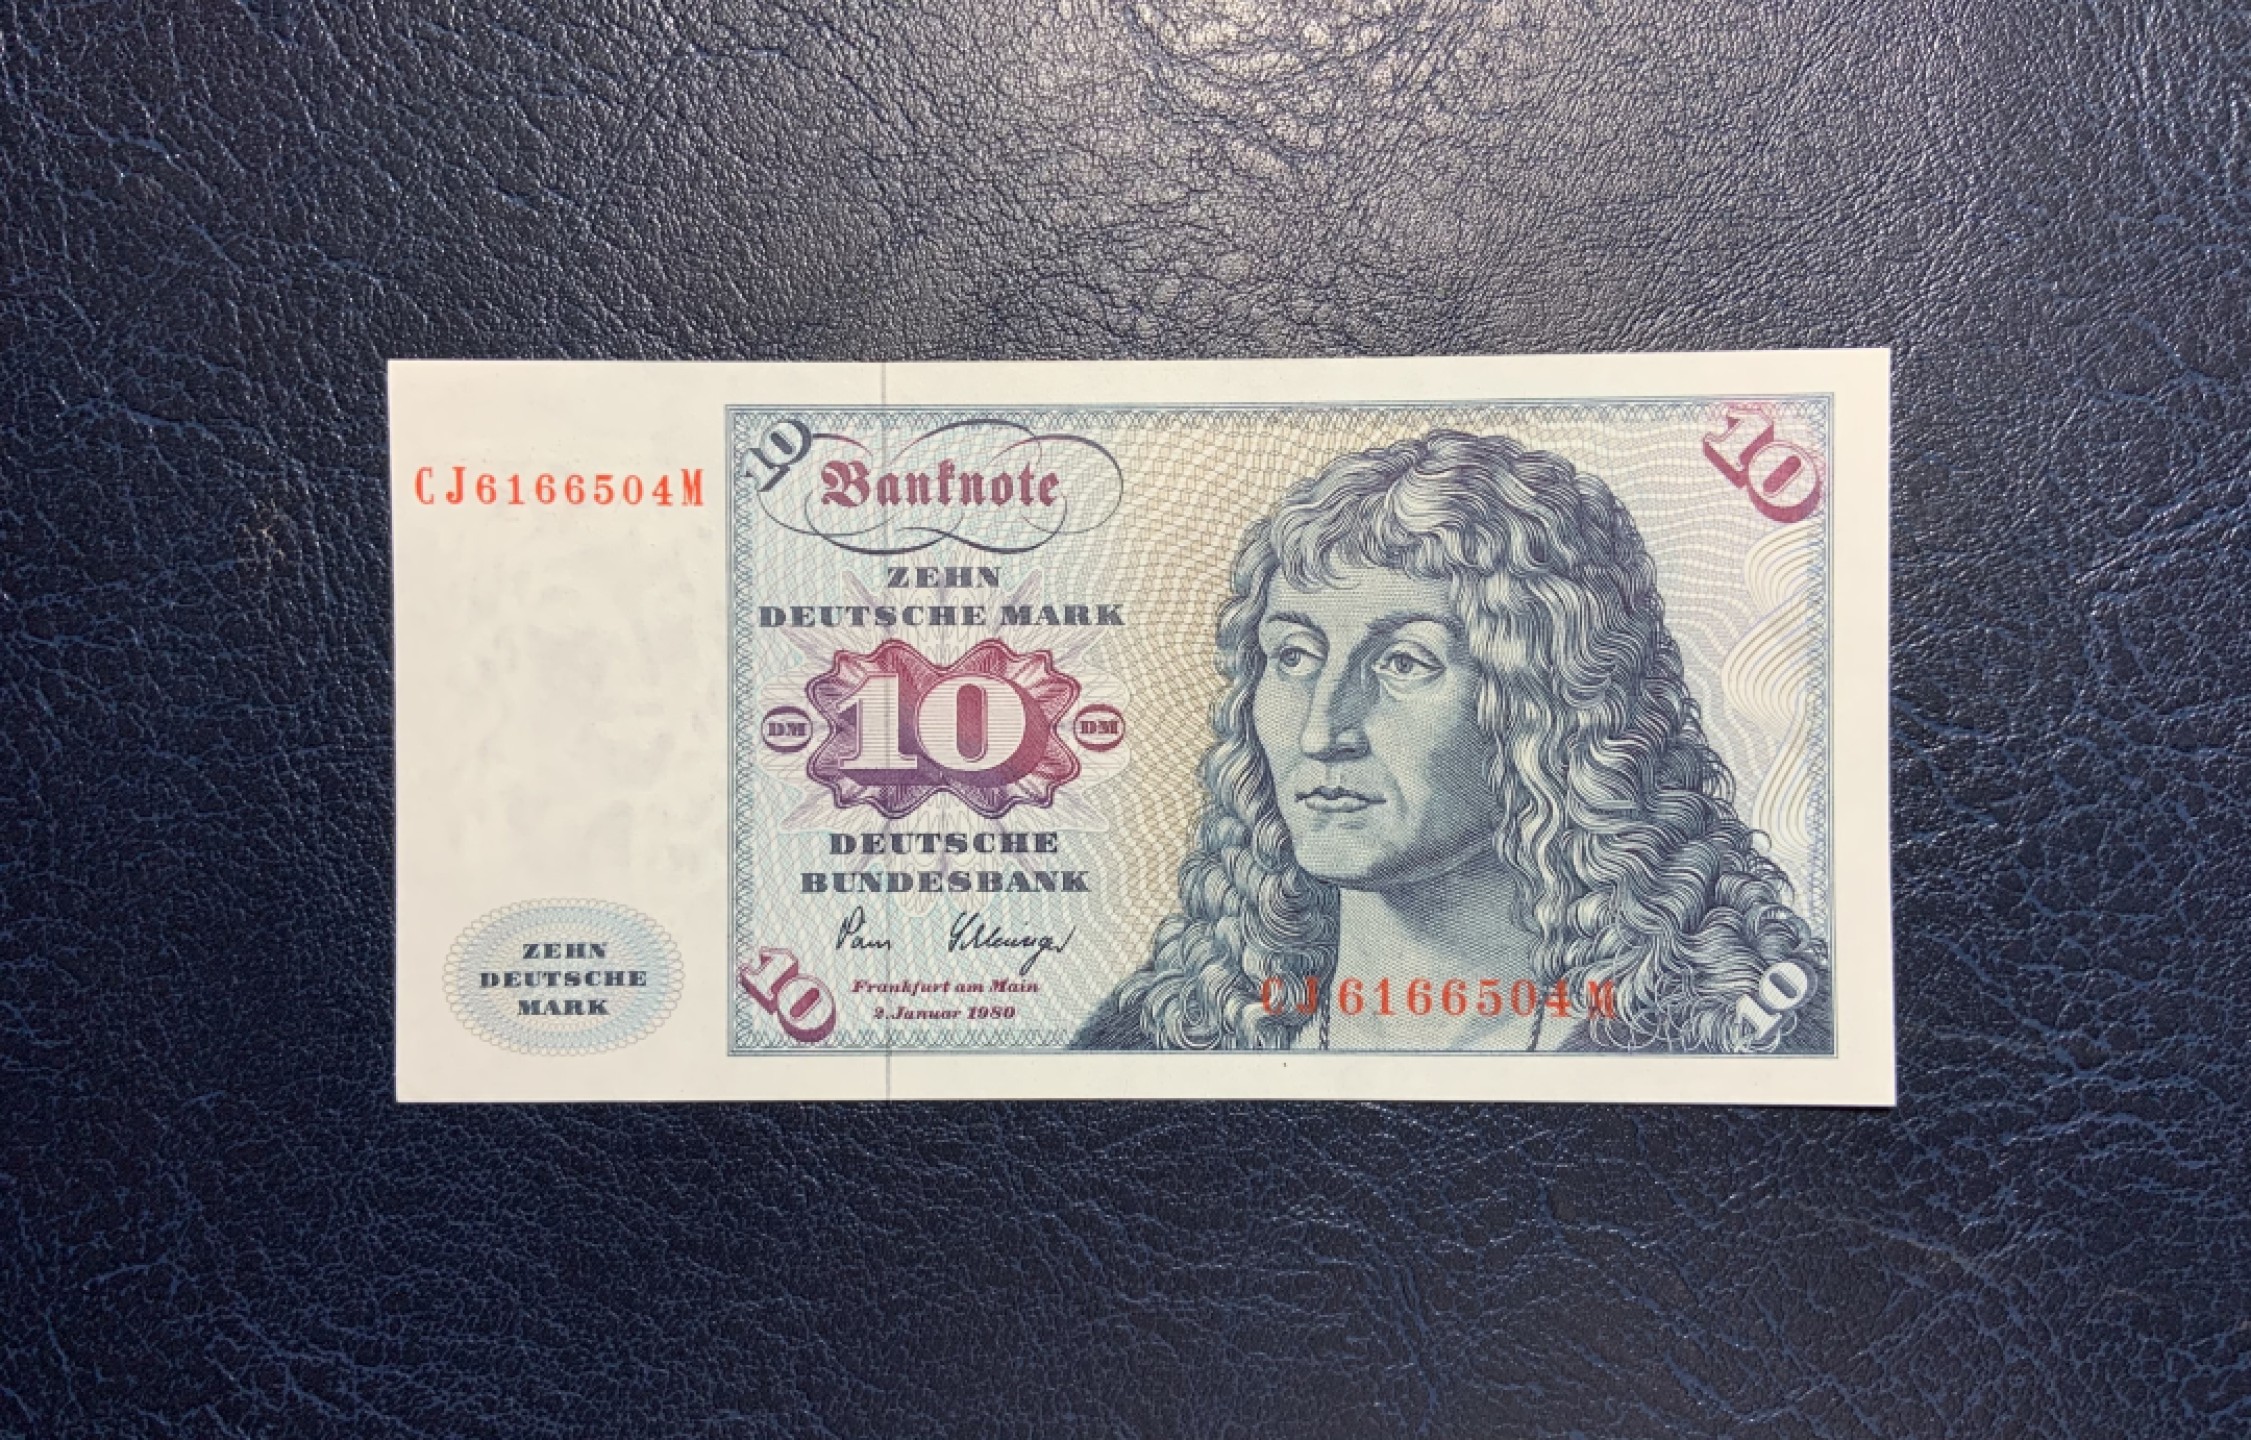 CJ6166504M
10
Banknote
10
ZEHN
DEUTSCHE MARK
DM
10
DM
DEUTSCHE
BUNDESBANK
ZEHN
DEUTSCHE
MARK
10
Frankfurt am Main
2. Januar 1980
CJ6166504M
10